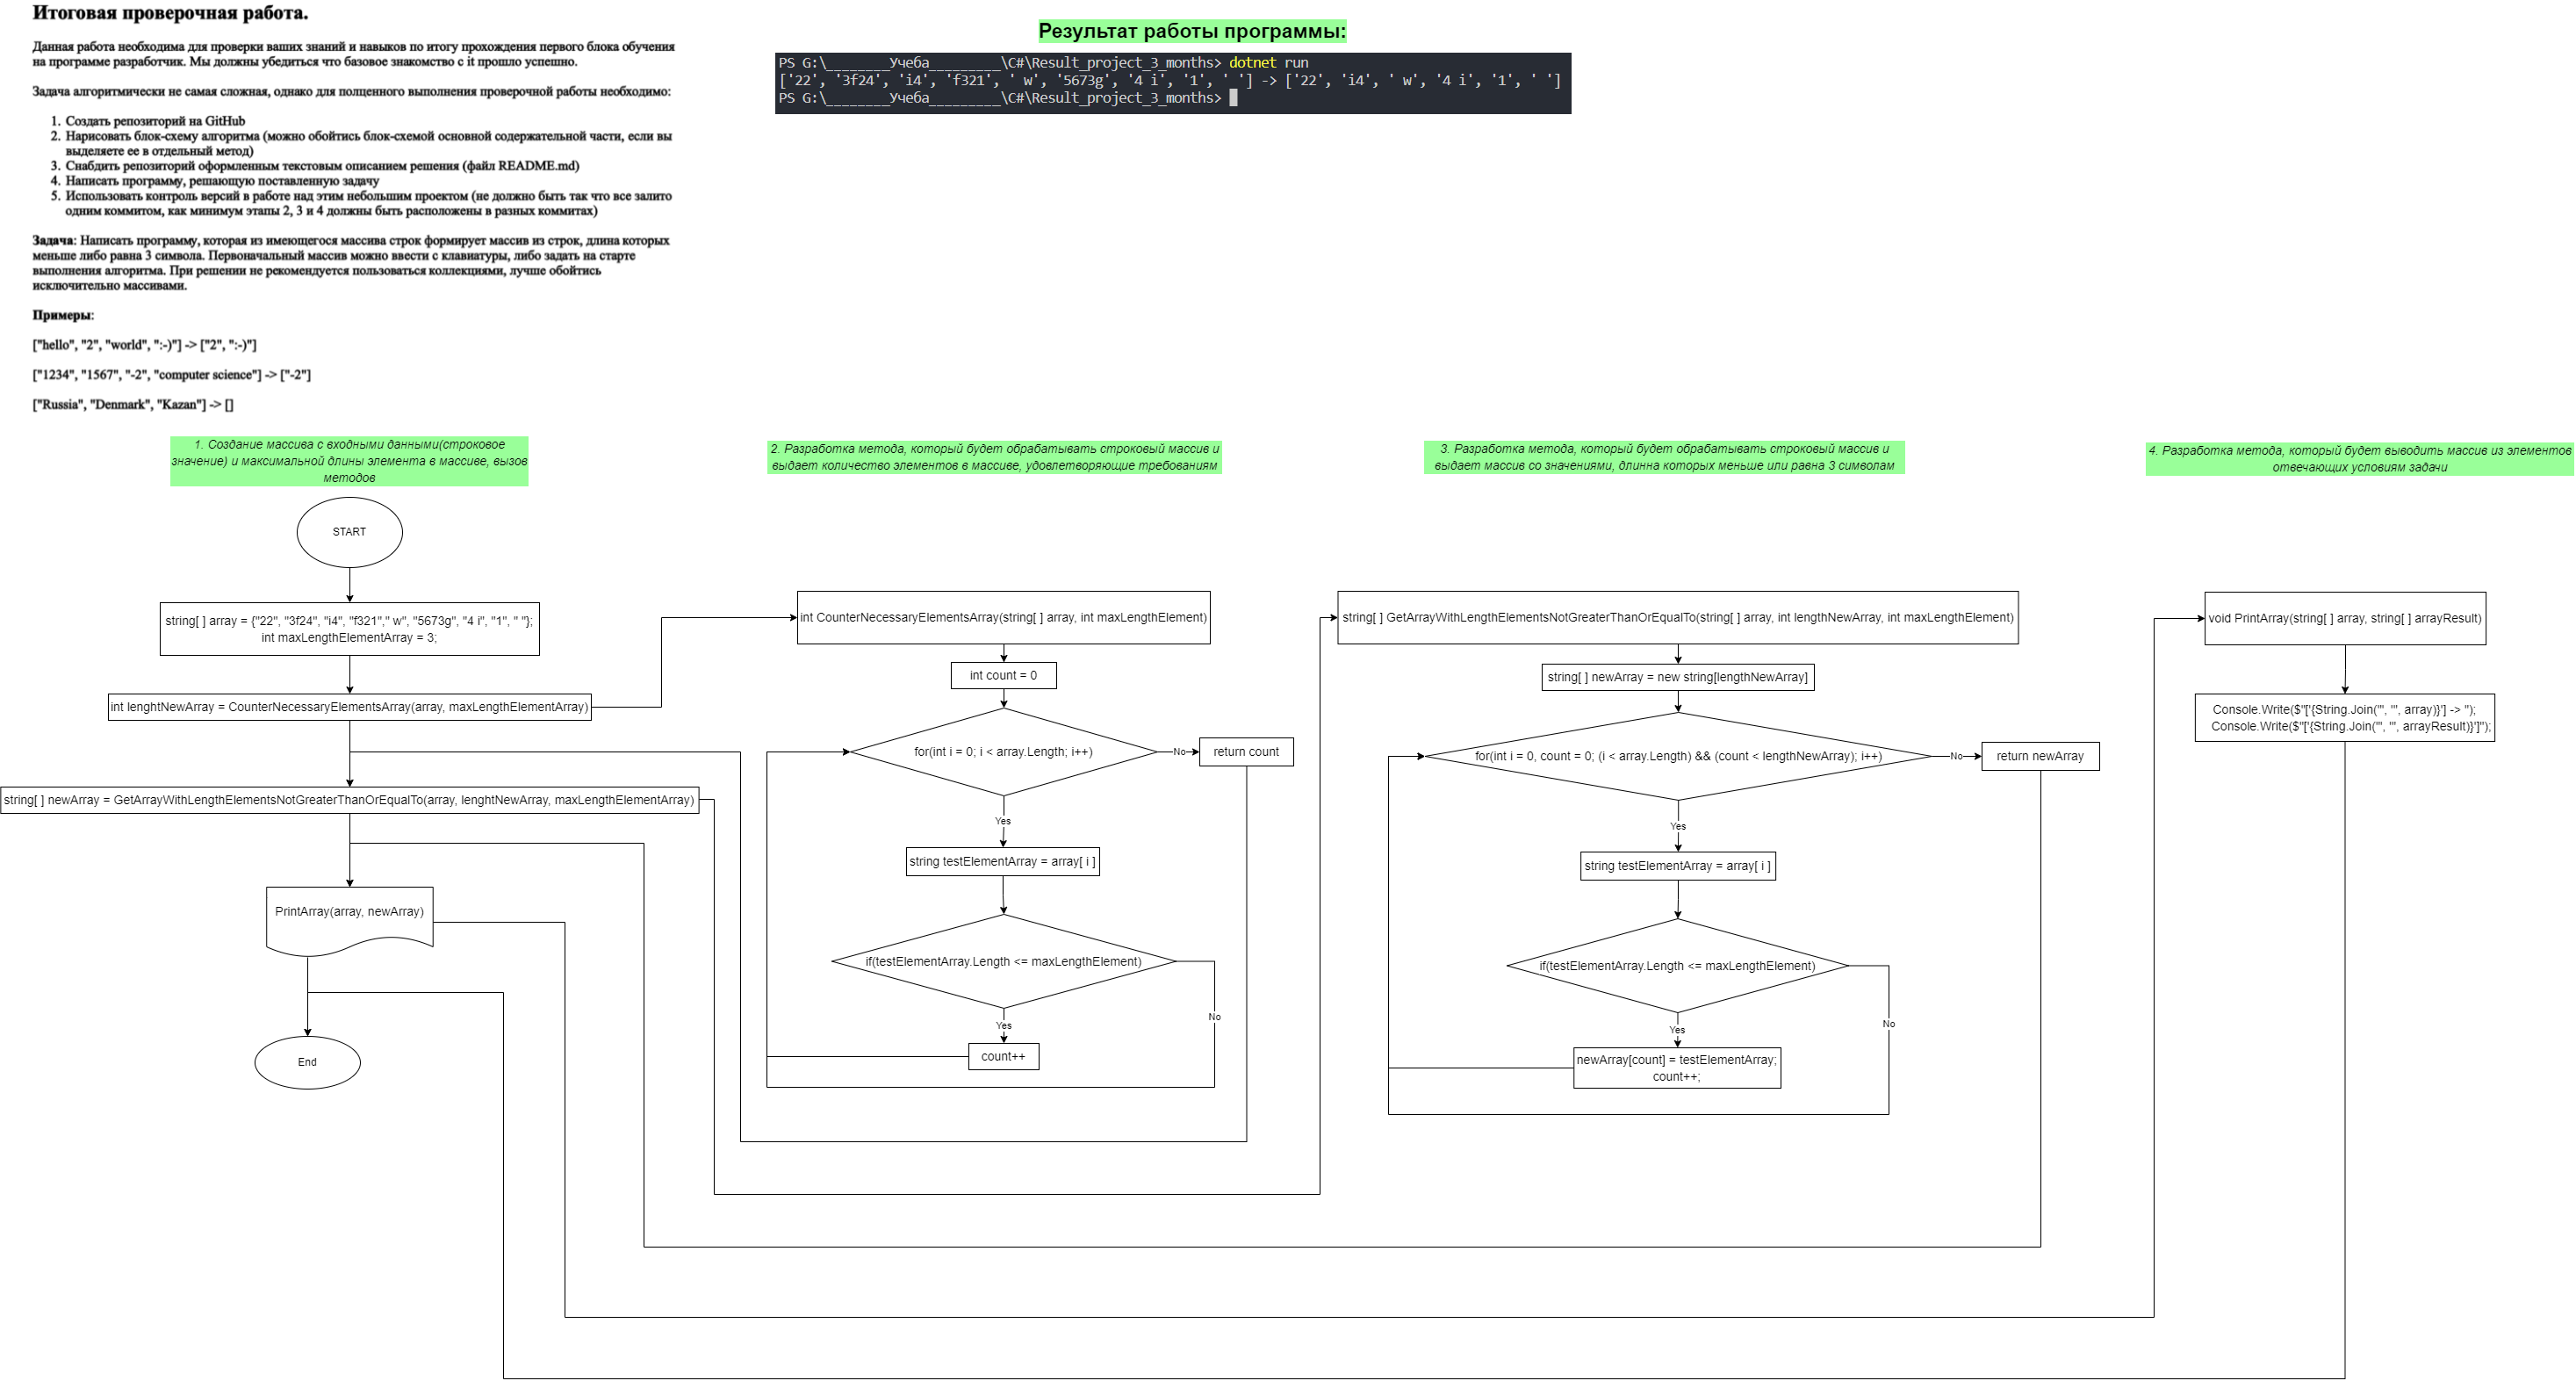 Итоговая проверочная работа.
Данная работа необходима для проверки ваших знаний и навыков по итогу прохождения первого блока обучения
на программе разработчик. Мы должны убедиться что базовое знакомство с it прошло успешно.
Задача алгоритмически не самая сложная, однако для полценного выполнения проверочной работы необходимо:
1. Создать репозиторий на GitHub
2. Нарисовать блок-схему алгоритма (можно обойтись блок-схемой основной содержательной части, если вы
выделяете ее в отдельный метод)
3. Снабдить репозиторий оформленным текстовым описанием решения (файл README.md)
4. Написать программу, решающую поставленную задачу
5. Использовать контроль версий в работе над этим небольшим проектом (не должно быть так что все залито
одним коммитом, как минимум этапы 2, 3 и 4 должны быть расположены в разных коммитах)
Задача: Написать программу, которая из имеющегося массива строк формирует массив из строк, длина которых
меньше либо равна 3 символа. Первоначальный массив можно ввести с клавиатуры, либо задать на старте
выполнения алгоритма. При решении не рекомендуется пользоваться коллекциями, лучше обойтись
исключительно массивами.
Примеры:
["hello", "2", "world", ":-)"] -> ["2", ":-)"]
["1234", "1567", "-2", "computer science"] -> ["-2"]
["Russia", "Denmark", "Kazan"] -> []
Результат работы программы:
PS G:\________Учеба_________\C#\Result_project_3_months> dotnet run
['22', '3f24', 'i4', 'f321', ' w', '5673g', '4 i', '1', ' '] -> ['22', 'i4', ' w', '4 i', '1', ' ']
PS G:\________Учеба_________\C#\Result_project_3_months>
1. Создание массива с входными данными(строковое
значение) и максимальной длины элемента в массиве, вызов
методов
START
string[ ] array = {"22", "3f24", "i4", "f321"," w", "5673g", "4 i", "1", " "};
int maxLengthElementArray = 3;
int lenghtNewArray = CounterNecessaryElementsArray(array, maxLengthElementArray)
string[ ] newArray = GetArrayWithLengthElementsNotGreaterThanOrEqualTo(array, lenghtNewArray, maxLengthElementArray)
PrintArray(array, newArray)
End
2. Разработка метода, который будет обрабатывать строковый массив и
выдает количество элементов в массиве, удовлетворяющие требованиям
int CounterNecessaryElementsArray(string[ ] array, int maxLengthElement)
int count = 0
for(int i = 0; i < array.Length; i++)
No
return count
Yes
string testElementArray = array[ i ]
if(testElementArray.Length <= maxLengthElement)
No
Yes
count++
3. Разработка метода, который будет обрабатывать строковый массив и
выдает массив со значениями, длинна которых меньше или равна 3 символам
string[ ] GetArrayWithLengthElementsNotGreaterThanOrEqualTo(string[ ] array, int lengthNewArray, int maxLengthElement)
string[ ] newArray = new string[lengthNewArray]
for(int i = 0, count = 0; (i < array.Length) && (count < lengthNewArray); i++)
No
return newArray
Yes
string testElementArray = array[ i ]
if(testElementArray.Length <= maxLengthElement)
No
Yes
newArray[count] = testElementArray;
count++;
4. Разработка метода, который будет выводить массив из элементов
отвечающих условиям задачи
void PrintArray(string[ ] array, string[ ] arrayResult)
Console.Write($"['{String.Join("', '", array)}'] -> ");
Console.Write($"['{String.Join("', '", arrayResult)}']");